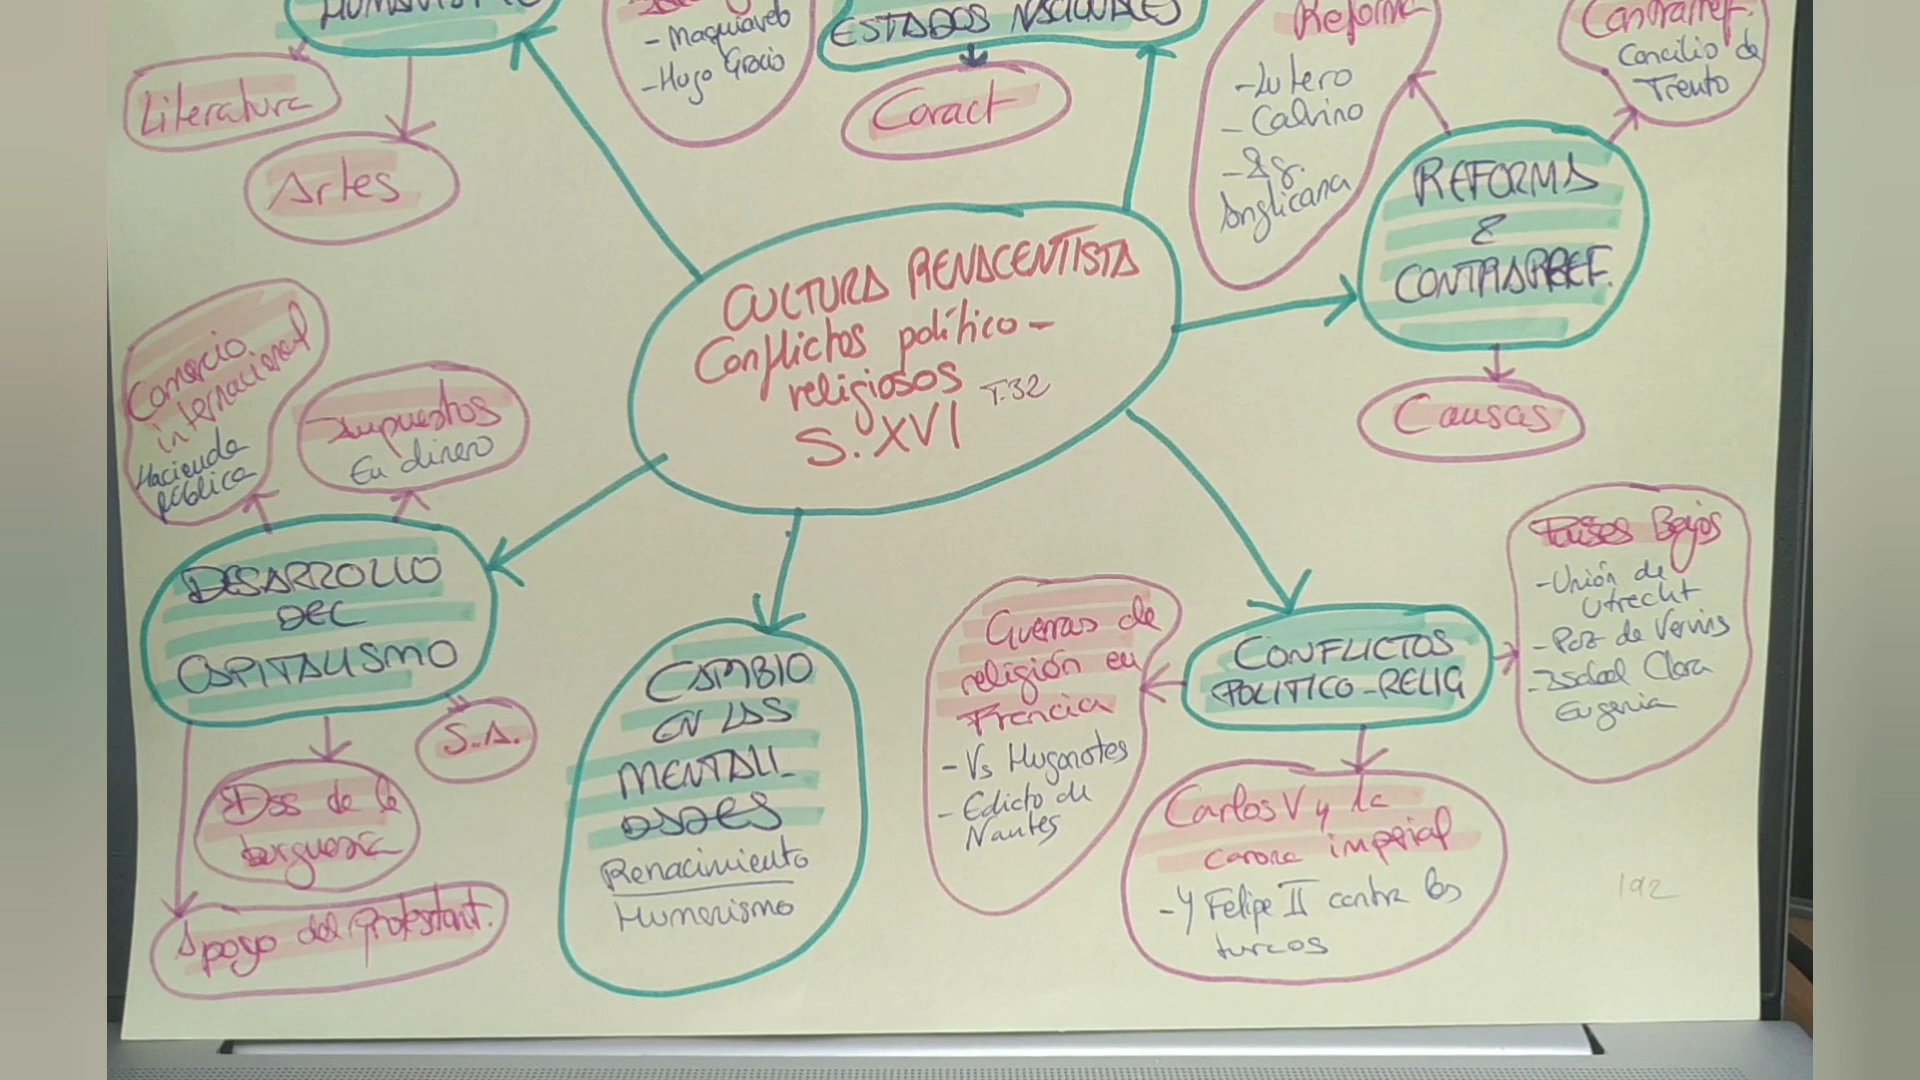 HUMANISMO
Literatura
Artes
- Maquiavelo
- Hugo Grocio
ESTADOS NACIONALES
Caract
Reforma
- Lutero
- Calvino
- Ig.
Anglicana
Contrarref.
Concilio de
Trento
REFORMA
&
CONTRARREF.
Causas
CULTURA RENACENTISTA
Conflictos político-
religiosos T.32
S. XVI
Comercio
internacional
Hacienda
pública
Impuestos
En dinero
DESARROLLO
DEL
CAPITALISMO
S.A.
Dss de la
burguesía
Apoyo del Protestant.
CAMBIO
EN LAS
MENTALI_
DADES
Renacimiento
Humanismo
Guerras de
religión en
Francia
- Vs Hugonotes
- Edicto de
Nantes
CONFLICTOS
POLITICO-RELIG
Carlos V y la
corona imperial
- Y Felipe II contra los
turcos
Países Bajos
- Unión de
Utrecht
- Paz de Vervins
- Isabel Clara
Eugenia
192